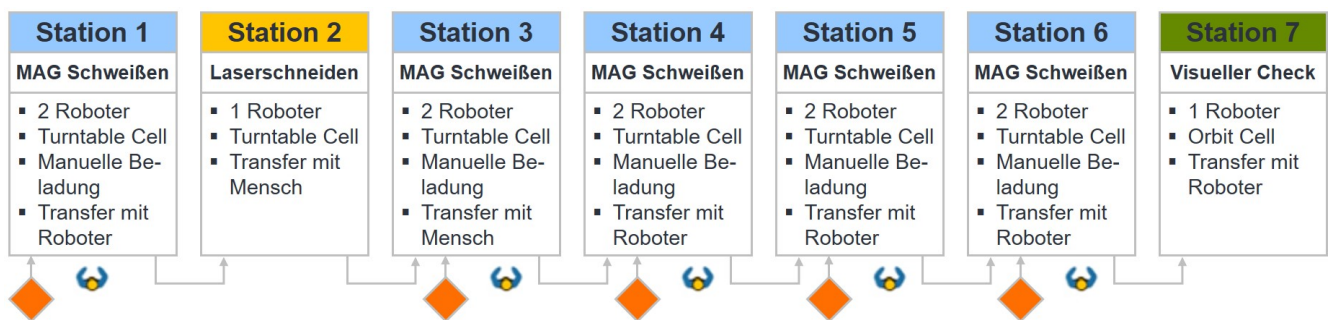 Station 1
MAG Schweißen
▪ 2 Roboter
▪ Turntable Cell
▪ Manuelle Be-
ladung
▪ Transfer mit
Roboter
Station 2
Laserschneiden
▪ 1 Roboter
▪ Turntable Cell
▪ Transfer mit
Mensch
Station 3
MAG Schweißen
▪ 2 Roboter
▪ Turntable Cell
▪ Manuelle Be-
ladung
▪ Transfer mit
Mensch
Station 4
MAG Schweißen
▪ 2 Roboter
▪ Turntable Cell
▪ Manuelle Be-
ladung
▪ Transfer mit
Roboter
Station 5
MAG Schweißen
▪ 2 Roboter
▪ Turntable Cell
▪ Manuelle Be-
ladung
▪ Transfer mit
Roboter
Station 6
MAG Schweißen
▪ 2 Roboter
▪ Turntable Cell
▪ Manuelle Be-
ladung
▪ Transfer mit
Roboter
Station 7
Visueller Check
▪ 1 Roboter
▪ Orbit Cell
▪ Transfer mit
Roboter